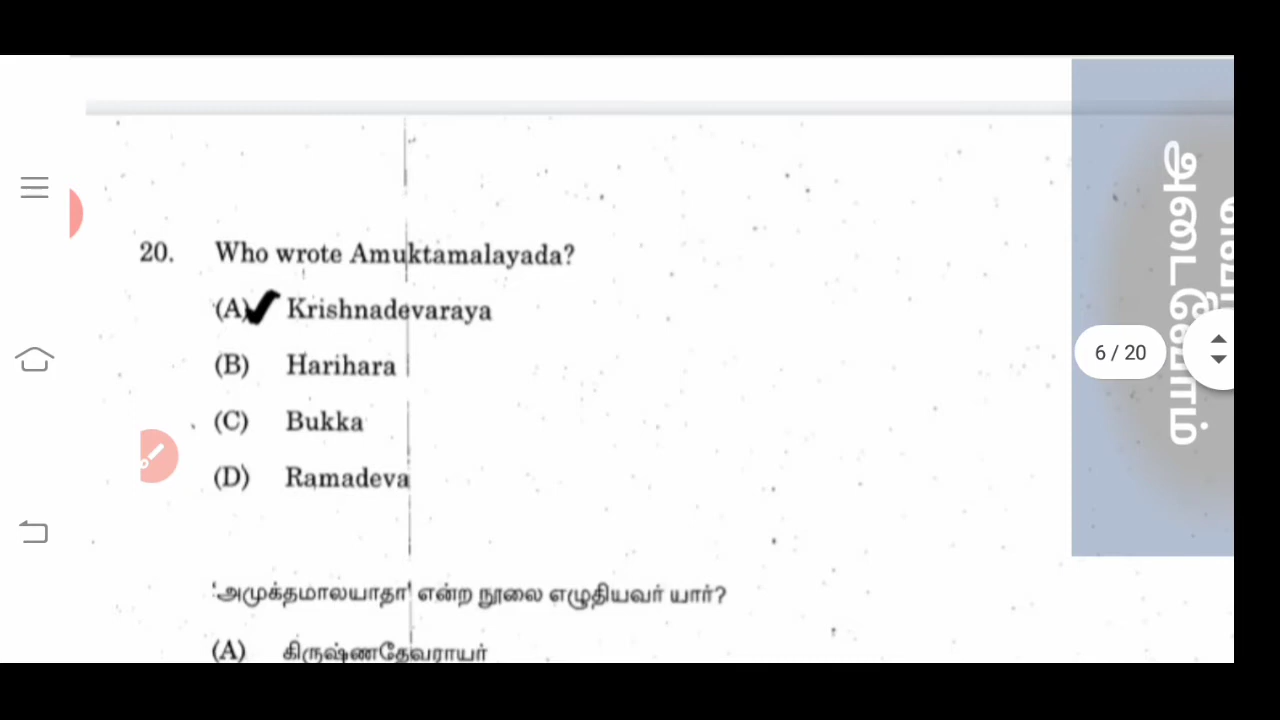 20. Who wrote Amuktamalayada?
(A) Krishnadevaraya
(B) Harihara
(C) Bukka
(D) Ramadeva
'அமுக்தமாலயாதா' என்ற நூலை எழுதியவர் யார்?
(A) கிருஷ்ணதேவராயர்
6 / 20
அடைவோம்